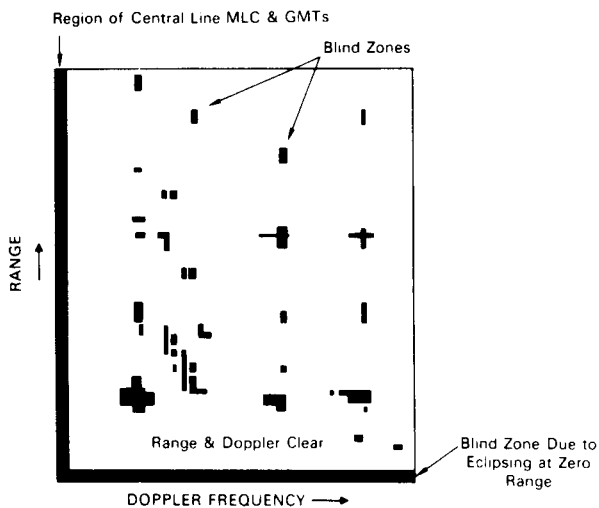 Region of Central Line MLC & GMTs
Blind Zones
RANGE
Range & Doppler Clear
Blind Zone Due to
Eclipsing at Zero
Range
DOPPLER FREQUENCY